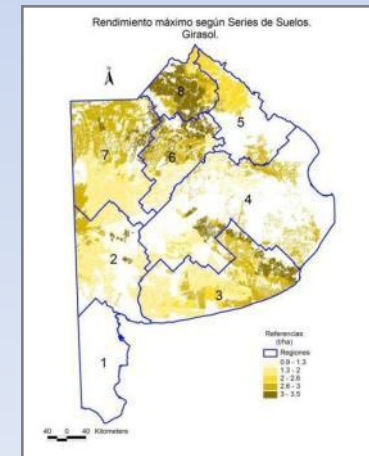 Rendimiento máximo según Series de Suelos.
Girasol.
N
8
5
7
6
4
2
3
1
Referencias
(t/ha)
Regiones
0.9 - 1.3
1.3 - 2
2 - 2.6
2.6 - 3
3 - 3.5
40 0 40 Kilometers